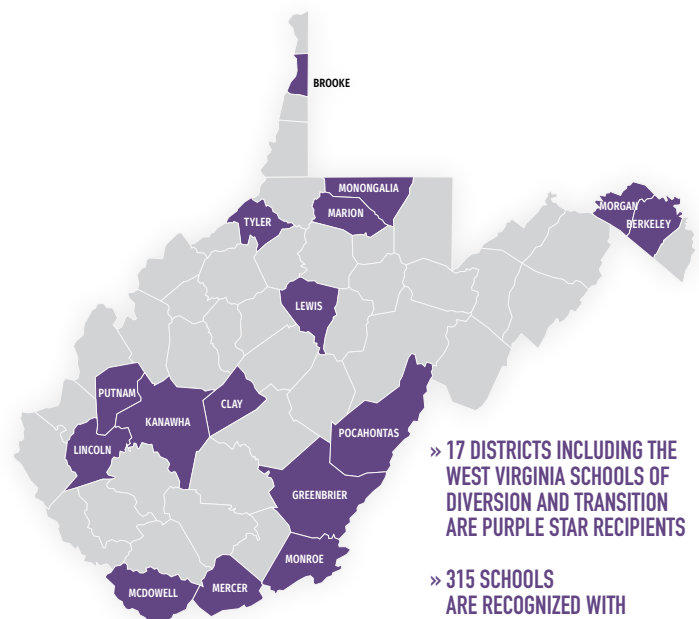 BROOKE
MONONGALIA
MARION
MORGAN
BERKELEY
TYLER
LEWIS
PUTNAM
KANAWHA
CLAY
LINCOLN
POCAHONTAS
GREENBRIER
MONROE
MCDOWELL
MERCER
» 17 DISTRICTS INCLUDING THE
WEST VIRGINIA SCHOOLS OF
DIVERSION AND TRANSITION
ARE PURPLE STAR RECIPIENTS
» 315 SCHOOLS
ARE RECOGNIZED WITH